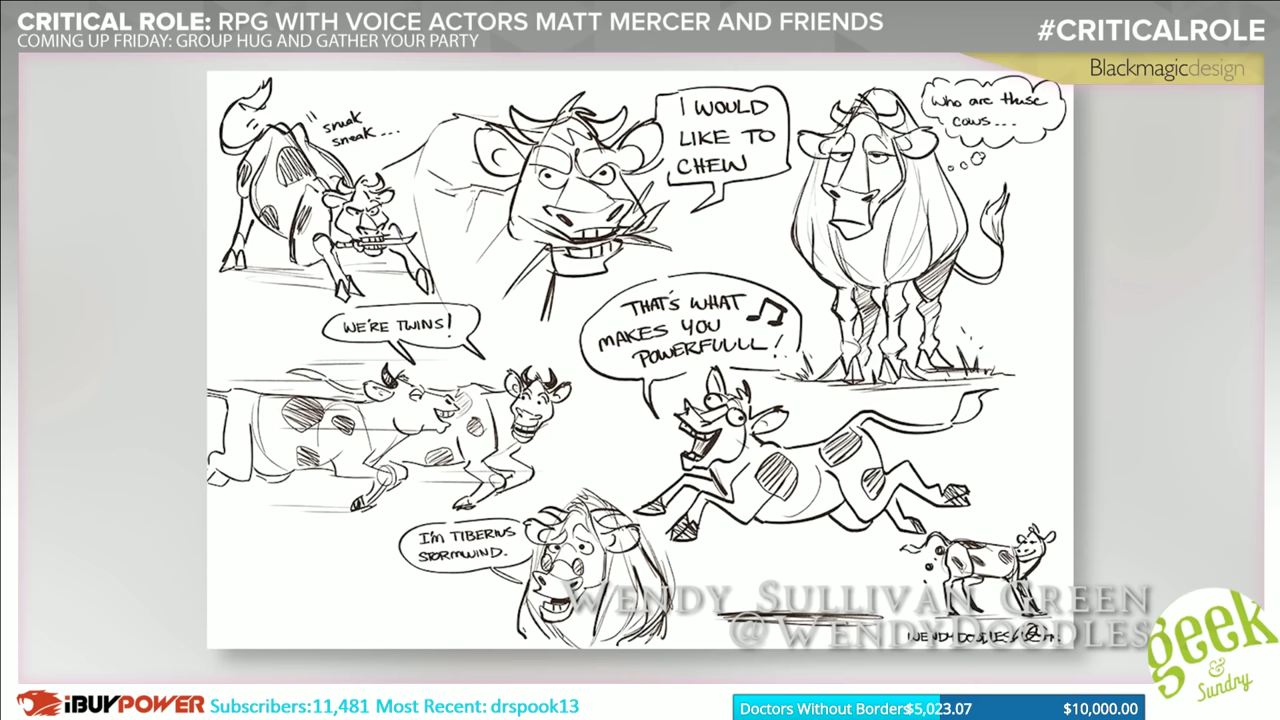 CRITICAL ROLE: RPG WITH VOICE ACTORS MATT MERCER AND FRIENDS
COMING UP FRIDAY: GROUP HUG AND GATHER YOUR PARTY
#CRITICALROLE
Blackmagicdesign
sneak
sneak...
I WOULD
LIKE TO
CHEW
Who are these
cows...
WE'RE TWINS!
THAT'S WHAT
MAKES YOU
POWERFULLL!
I'm TIBERIUS
STORMWIND.
WENDY SULLIVAN GREEN
@WENDYDOODLES
geek
&
Sundry
iBUYPOWER
Subscribers:11,481 Most Recent: drspook13
Doctors Without Borders $5,023.07 $10,000.00